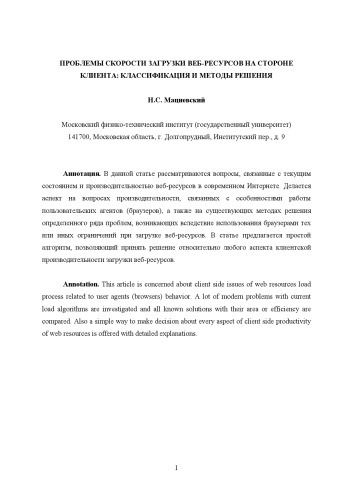 ПРОБЛЕМЫ СКОРОСТИ ЗАГРУЗКИ ВЕБ-РЕСУРСОВ НА СТОРОНЕ
КЛИЕНТА: КЛАССИФИКАЦИЯ И МЕТОДЫ РЕШЕНИЯ
Н.С. Мациевский
Московский физико-технический институт (государственный университет)
141700, Московская область, г. Долгопрудный, Институтский пер., д. 9
Аннотация. В данной статье рассматриваются вопросы, связанные с текущим
состоянием и производительностью веб-ресурсов в современном Интернете. Делается
аспект на вопросах производительности, связанных с особенностями работы
пользовательских агентов (браузеров), а также на существующих методах решения
определенного ряда проблем, возникающих вследствие использования браузерами тех
или иных ограничений при загрузке веб-ресурсов. В статье предлагается простой
алгоритм, позволяющий принять решение относительно любого аспекта клиентской
производительности загрузки веб-ресурсов.
Annotation. This article is concerned about client side issues of web resources load
process related to user agents (browsers) behavior. A lot of modern problems with current
load algorithms are investigated and all known solutions with their area or efficiency are
compared. Also a simple way to make decision about every aspect of client side productivity
of web resources is offered with detailed explanations.
1